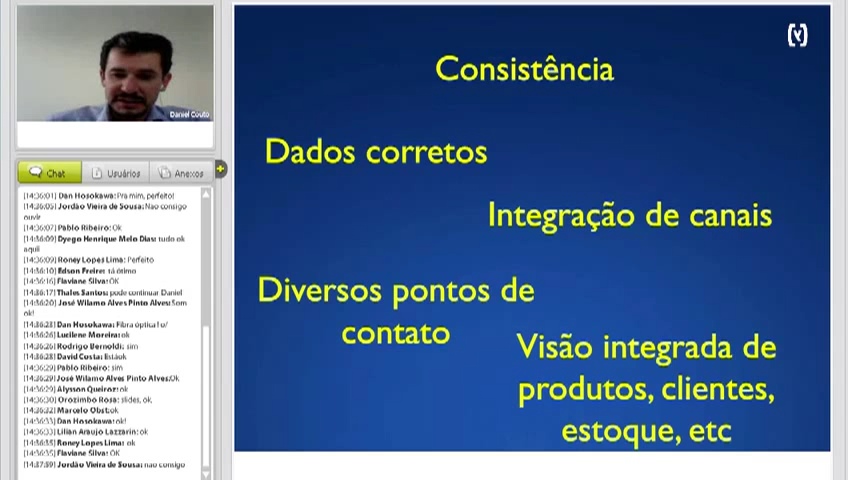 Daniel Couto
Chat
Usuários
Anexos
[14:36:01] Dan Hosokawa: Pra mim, perfeito!
[14:36:05] Jordão Vieira de Sousa: Nao consigo
ouvir
[14:36:07] Pablo Ribeiro: Ok
[14:36:09] Dyego Henrique Melo Dias: tudo ok
aqui!
[14:36:09] Roney Lopes Lima: Perfeito
[14:36:10] Edson Freire: tá ótimo
[14:36:16] Flaviane Silva: OK
[14:36:17] Thales Santos: pode continuar Daniel
[14:36:20] José Wilamo Alves Pinto Alves: Som
ok!
[14:36:23] Dan Hosokawa: Fibra óptica! o/
[14:36:26] Lucilene Moreira: ok
[14:36:26] Rodrigo Bernoldi: sim
[14:36:28] David Costa: Está ok
[14:36:29] Pablo Ribeiro: sim
[14:36:29] José Wilamo Alves Pinto Alves: Ok
[14:36:29] Alysson Queiroz: ok
[14:36:30] Orozimbo Rosa: slides, ok.
[14:36:32] Marcelo Obst: ok
[14:36:33] Dan Hosokawa: ok!
[14:36:33] Lilian Araujo Lazzarin: ok
[14:36:35] Roney Lopes Lima: ok
[14:36:35] Flaviane Silva: OK
[14:37:59] Jordão Vieira de Sousa: nao consigo
Consistência
Dados corretos
Integração de canais
Diversos pontos de
contato
Visão integrada de
produtos, clientes,
estoque, etc